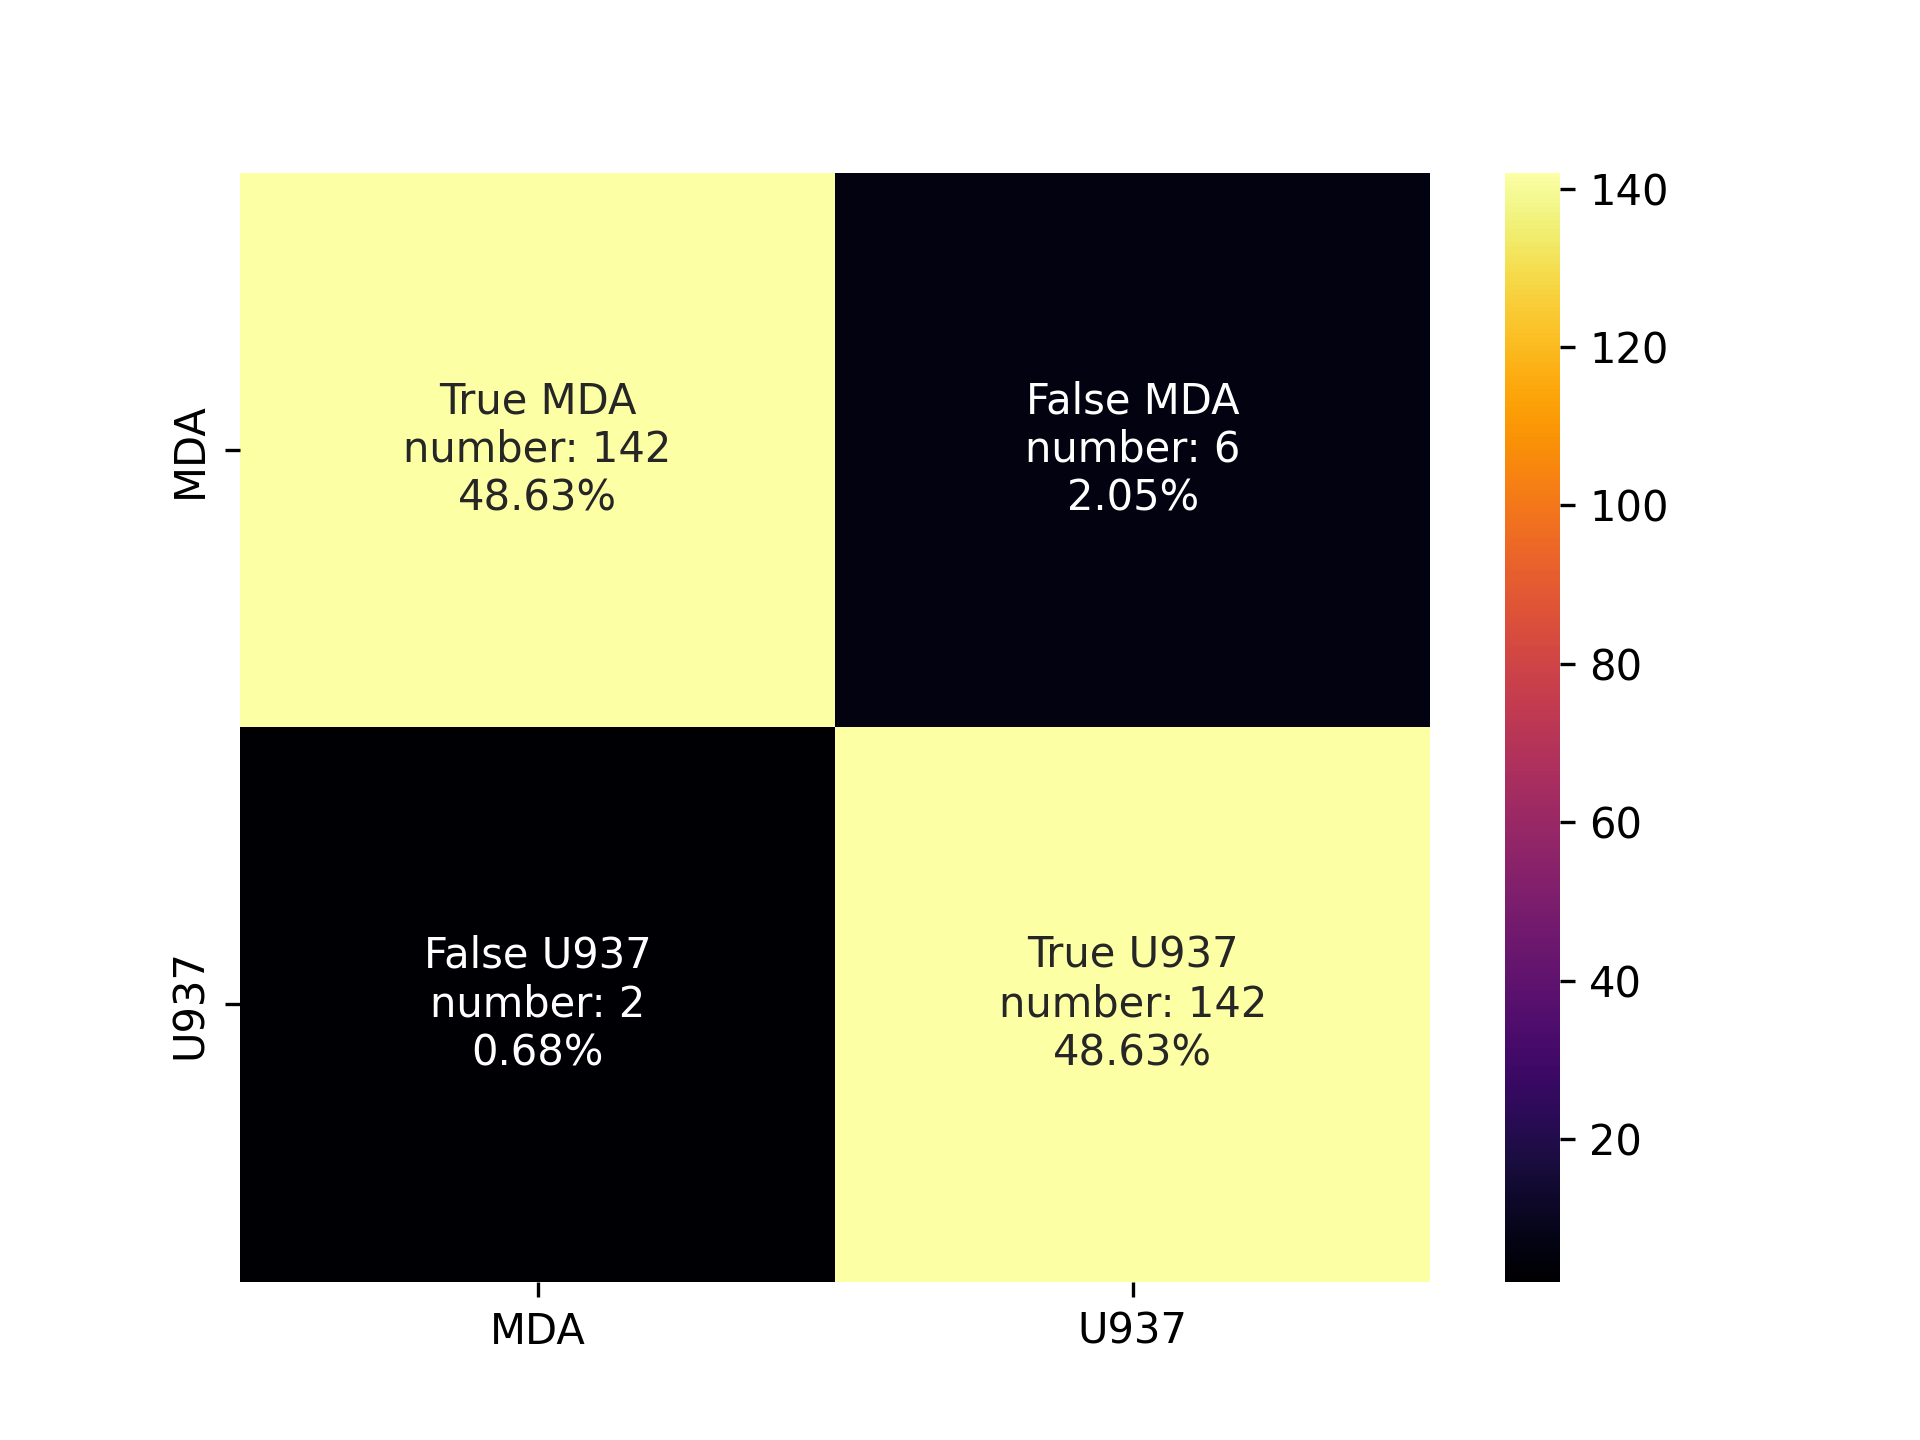 MDA
True MDA
number: 142
48.63%
False MDA
number: 6
2.05%
U937
False U937
number: 2
0.68%
True U937
number: 142
48.63%
MDA
U937
140
120
100
80
60
40
20